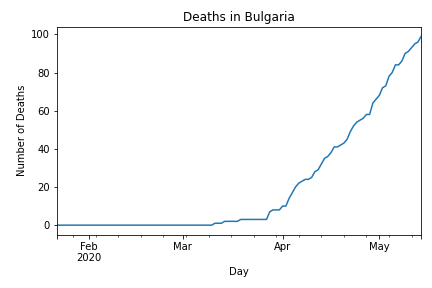 Deaths in Bulgaria
100
80
60
40
20
0
Number of Deaths
Feb
2020
Mar
Apr
May
Day